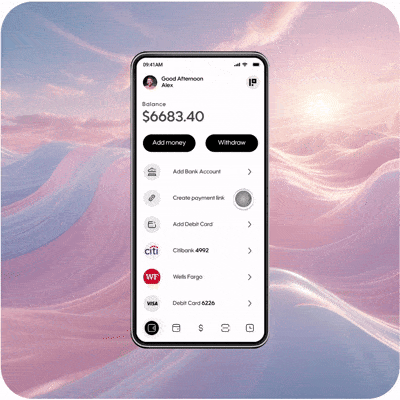 09:41AM
Good Afternoon
Alex
Balance
$6683.40
Add money
Withdraw
Add Bank Account
Create payment link
Add Debit Card
citi
Citibank 4992
WF
Wells Fargo
VISA
Debit Card 6226
$